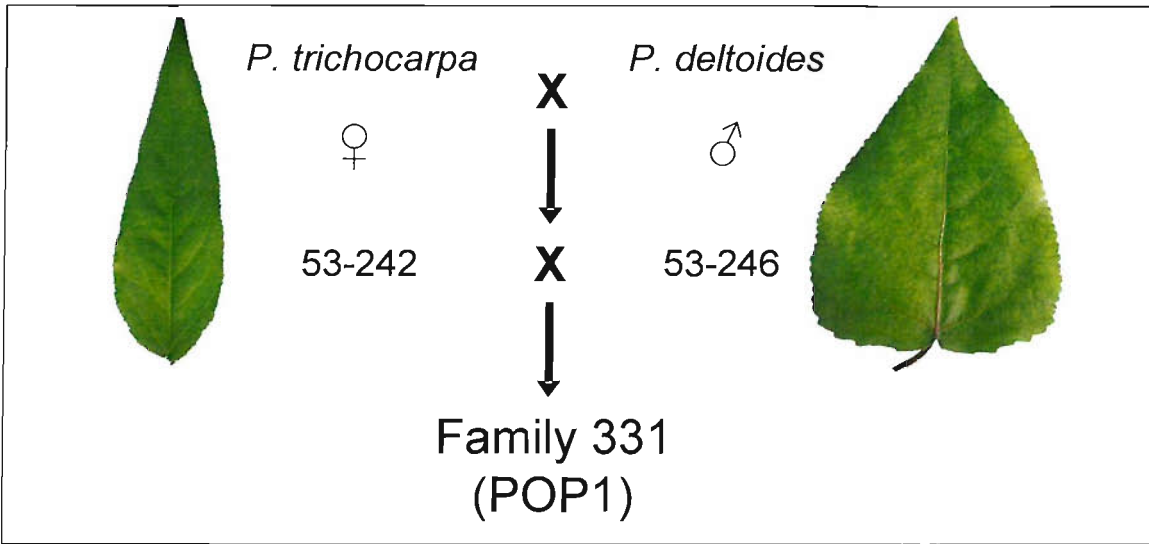 P. trichocarpa X P. deltoides
♀ ♂
53-242 X 53-246
Family 331
(POP1)